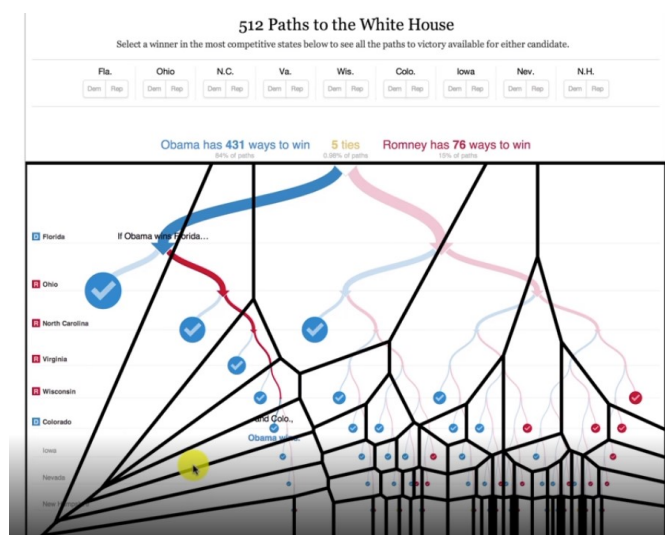 512 Paths to the White House
Select a winner in the most competitive states below to see all the paths to victory available for either candidate.
Fla. Ohio N.C. Va. Wis. Colo. Iowa Nev. N.H.
Dem Rep Dem Rep Dem Rep Dem Rep Dem Rep Dem Rep Dem Rep Dem Rep Dem Rep
Obama has 431 ways to win 5 ties Romney has 76 ways to win
84% of paths 0.98% of paths 15% of paths
D Florida
If Obama wins Florida...
R Ohio
R North Carolina
R Virginia
R Wisconsin
D Colorado
and Colo.,
Obama wins.
Iowa
Nevada
New